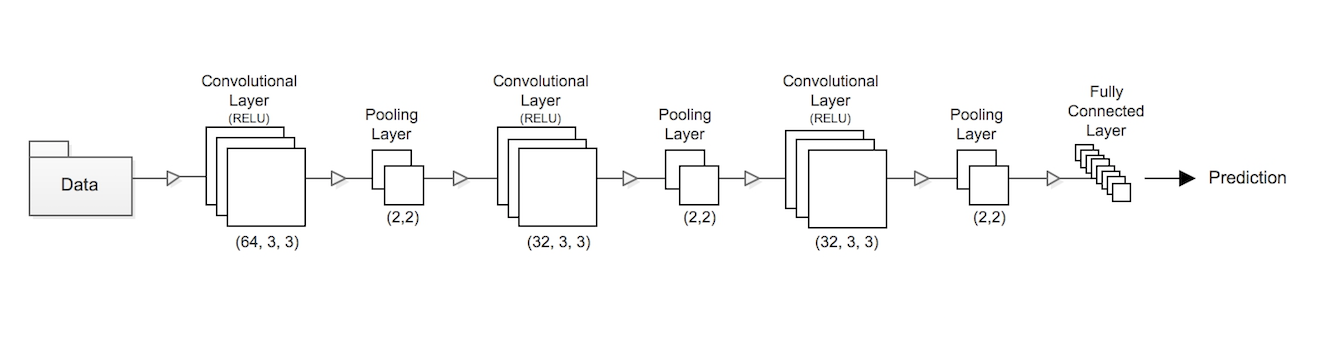 Data
Convolutional
Layer
(RELU)
(64, 3, 3)
Pooling
Layer
(2,2)
Convolutional
Layer
(RELU)
(32, 3, 3)
Pooling
Layer
(2,2)
Convolutional
Layer
(RELU)
(32, 3, 3)
Pooling
Layer
(2,2)
Fully
Connected
Layer
Prediction